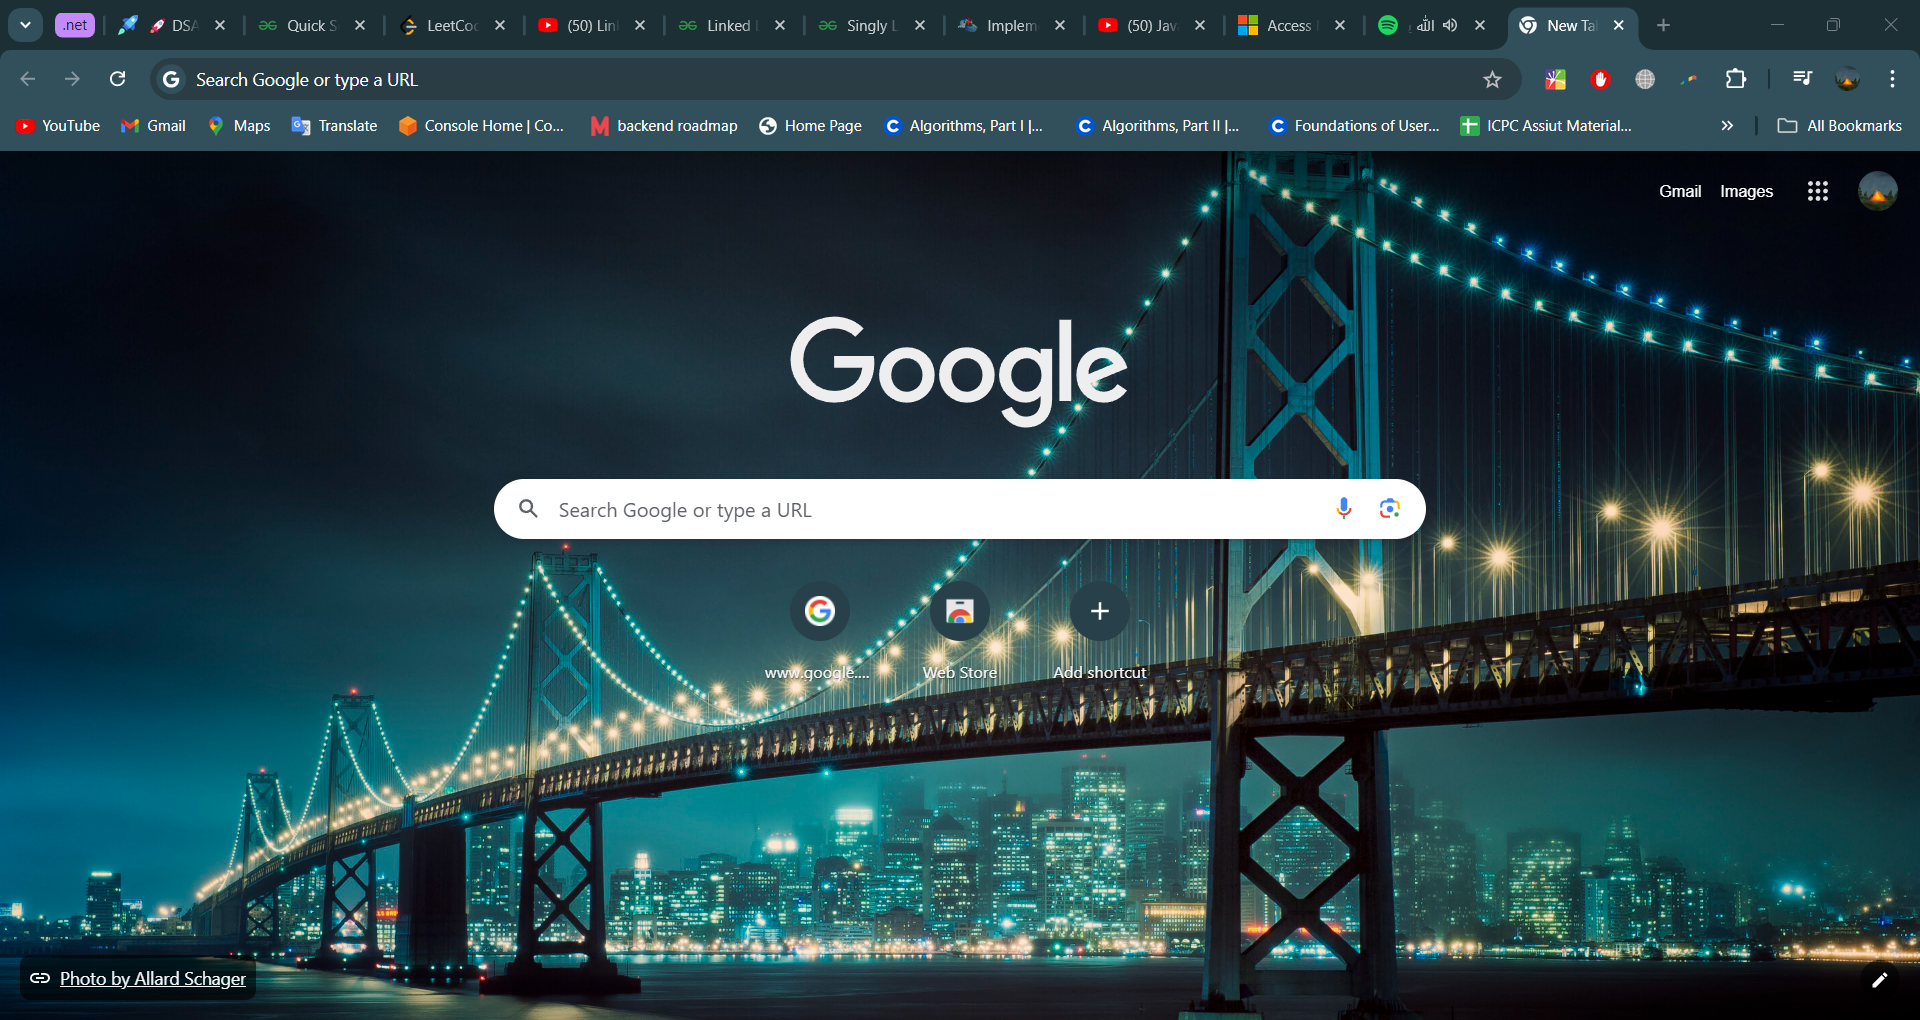 .net
DSA
Quick S
LeetCo
(50) Lin
Linked
Singly L
Implem
(50) Jav
Access
الله
New Ta
Search Google or type a URL
YouTube
Gmail
Maps
Translate
Console Home | Co...
backend roadmap
Home Page
Algorithms, Part I |...
Algorithms, Part II |...
Foundations of User...
ICPC Assiut Material...
All Bookmarks
Gmail
Images
Google
Search Google or type a URL
www.google....
Web Store
Add shortcut
Photo by Allard Schager